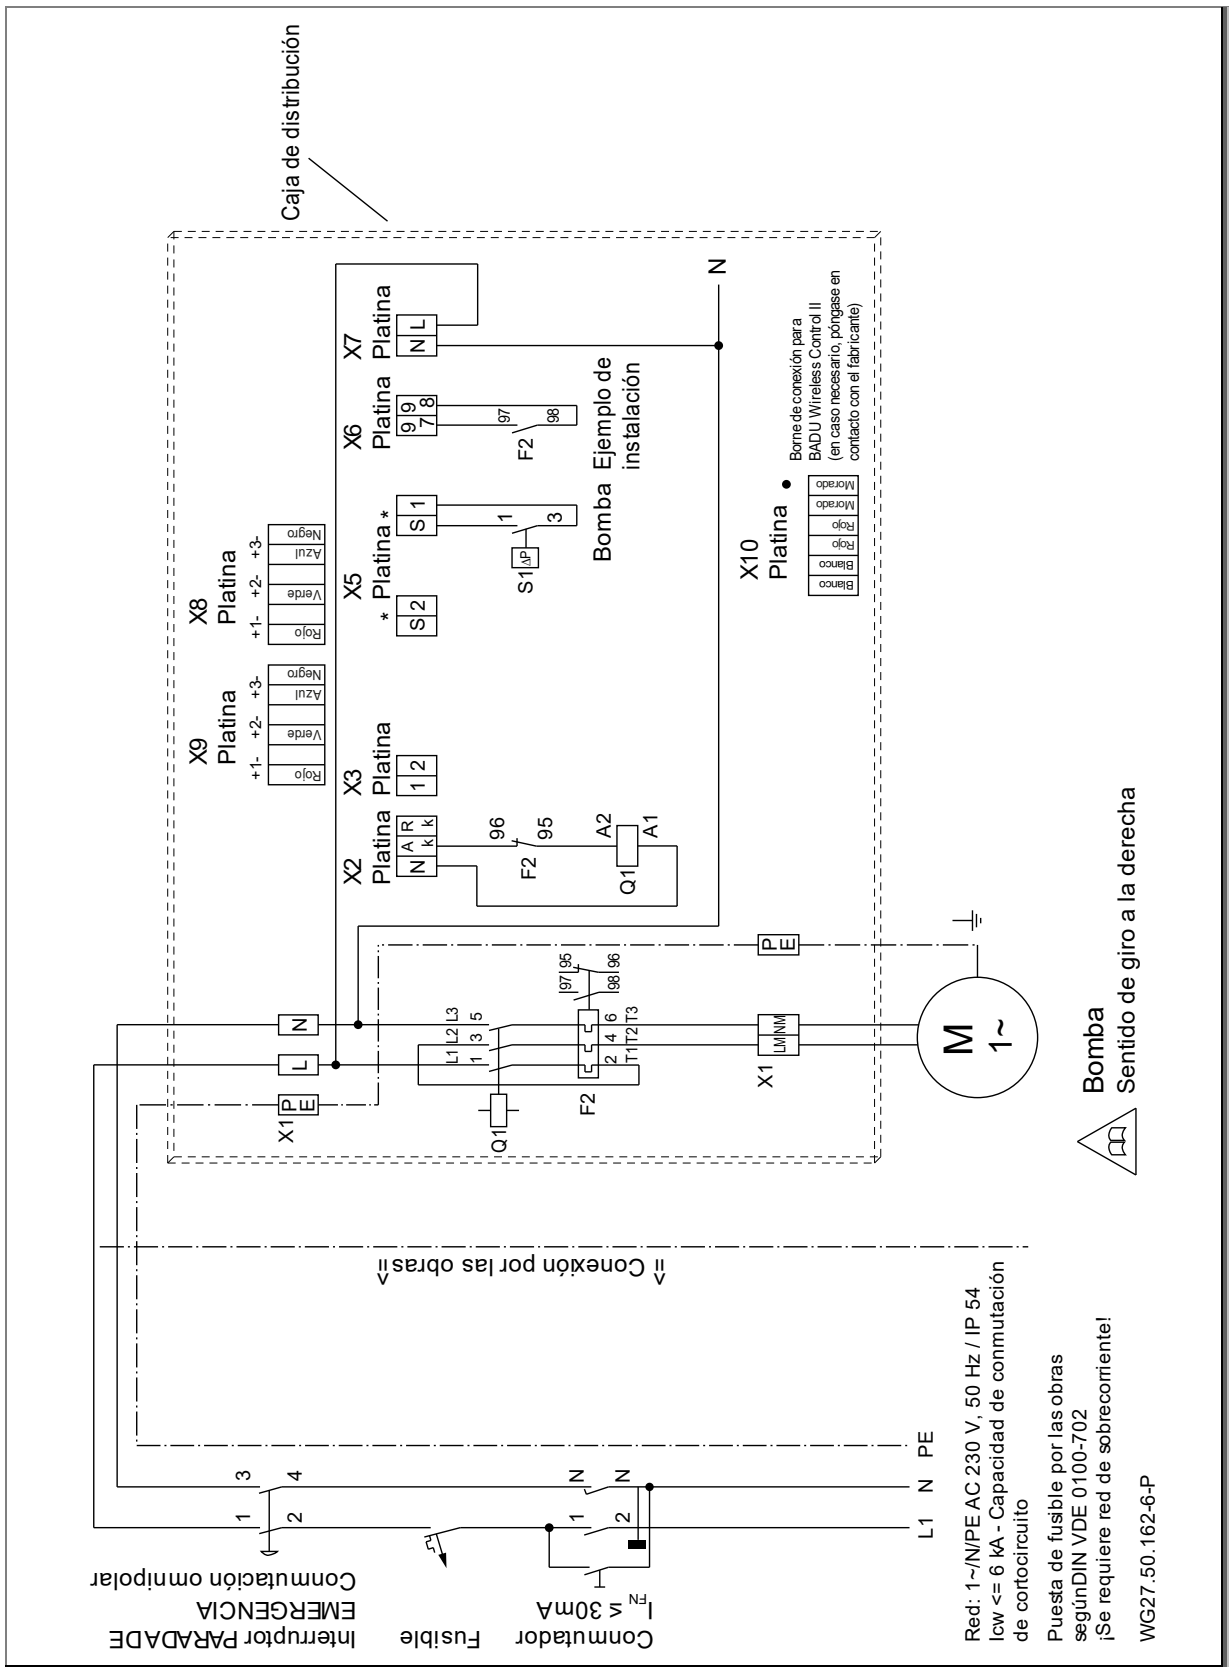 Caja de distribución
X9
Platina
+1- +2- +3-
Rojo
Verde
Azul
Negro
X8
Platina
+1- +2- +3-
Rojo
Verde
Azul
Negro
X1
PE
L
N
X2
Platina
N
A
k
R
k
X3
Platina
1 2
X5
* Platina *
S 2
S 1
X6
Platina
9 9
7 8
X7
Platina
N L
96
F2
95
A2
Q1
A1
1
S1
ΔP
3
Bomba
97
F2
98
Ejemplo de
instalación
N
L1 L2 L3
1 3 5
Q1
F2
2 4 6
T1 T2 T3
97 95
98 96
X1
LM NM
PE
X10
Platina
Borne de conexión para
BADU Wireless Control II
(en caso necesario, póngase en
contacto con el fabricante)
Blanco
Blanco
Rojo
Rojo
Morado
Morado
M
1~
Bomba
Sentido de giro a la derecha
=> Conexión por las obras =>
Interruptor PARADADE
EMERGENCIA
Conmutación omnipolar
1 3
2 4
Fusible
Conmutador
I FN ≤ 30mA
1 N
2 N
L1 N PE
Red: 1~/N/PE AC 230 V, 50 Hz / IP 54
Icw <= 6 kA - Capacidad de conmutación
de cortocircuito
Puesta de fusible por las obras
segúnDIN VDE 0100-702
¡Se requiere red de sobrecorriente!
WG27.50.162-6-P